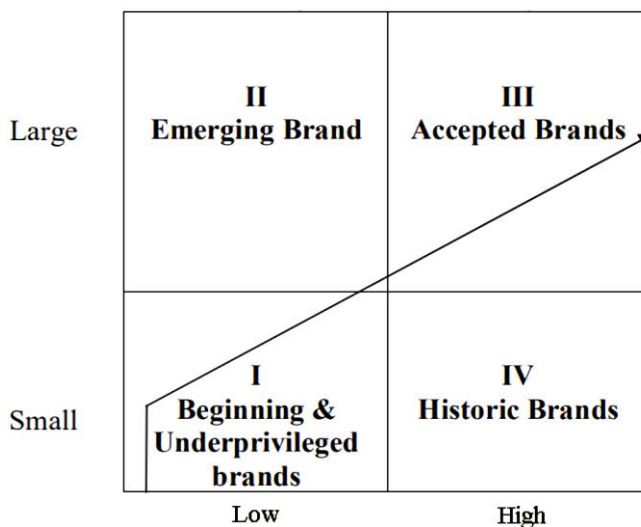 II
Emerging Brand
III
Accepted Brands
Large
I
Beginning &
Underprivileged
brands
IV
Historic Brands
Small
Low
High